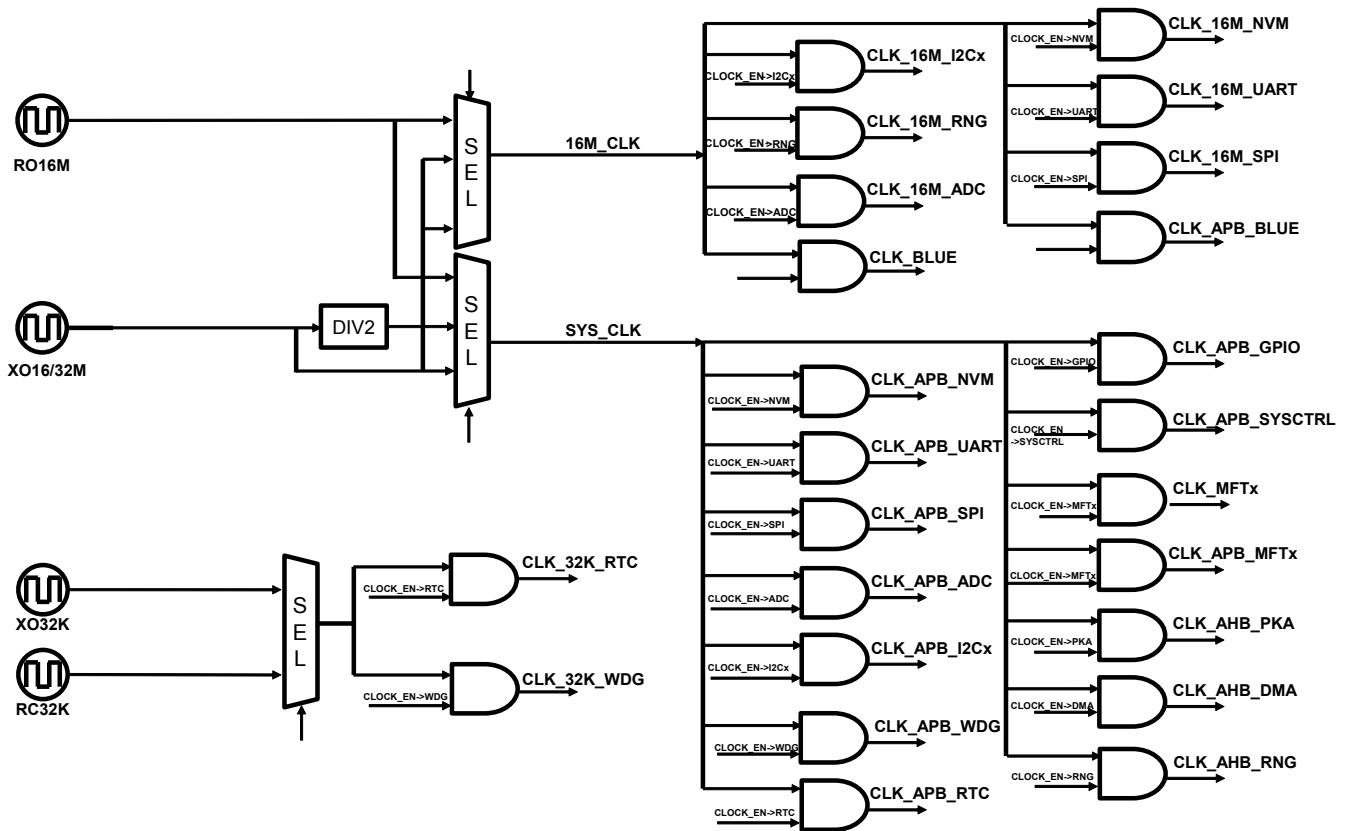 RO16M
XO16/32M
XO32K
RC32K
DIV2
SEL
SEL
SEL
16M_CLK
SYS_CLK
CLOCK_EN->RTC
CLK_32K_RTC
CLOCK_EN->WDG
CLK_32K_WDG
CLOCK_EN->I2Cx
CLK_16M_I2Cx
CLOCK_EN->RNG
CLK_16M_RNG
CLOCK_EN->ADC
CLK_16M_ADC
CLK_BLUE
CLOCK_EN->NVM
CLK_16M_NVM
CLOCK_EN->UART
CLK_16M_UART
CLOCK_EN->SPI
CLK_16M_SPI
CLK_APB_BLUE
CLOCK_EN->NVM
CLK_APB_NVM
CLOCK_EN->UART
CLK_APB_UART
CLOCK_EN->SPI
CLK_APB_SPI
CLOCK_EN->ADC
CLK_APB_ADC
CLOCK_EN->I2Cx
CLK_APB_I2Cx
CLOCK_EN->WDG
CLK_APB_WDG
CLOCK_EN->RTC
CLK_APB_RTC
CLOCK_EN->GPIO
CLK_APB_GPIO
CLOCK_EN
->SYSCTRL
CLK_APB_SYSCTRL
CLOCK_EN->MFTx
CLK_MFTx
CLOCK_EN->MFTx
CLK_APB_MFTx
CLOCK_EN->PKA
CLK_AHB_PKA
CLOCK_EN->DMA
CLK_AHB_DMA
CLOCK_EN->RNG
CLK_AHB_RNG